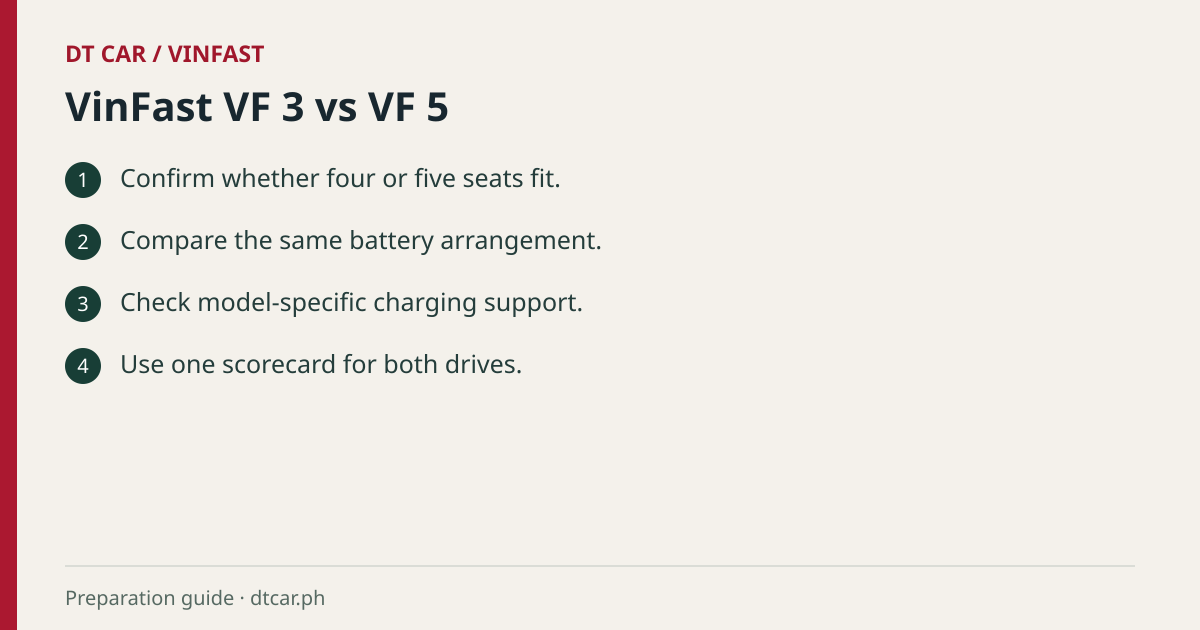 DT CAR / VINFAST
VinFast VF 3 vs VF 5
1 Confirm whether four or five seats fit.
2 Compare the same battery arrangement.
3 Check model-specific charging support.
4 Use one scorecard for both drives.
Preparation guide · dtcar.ph